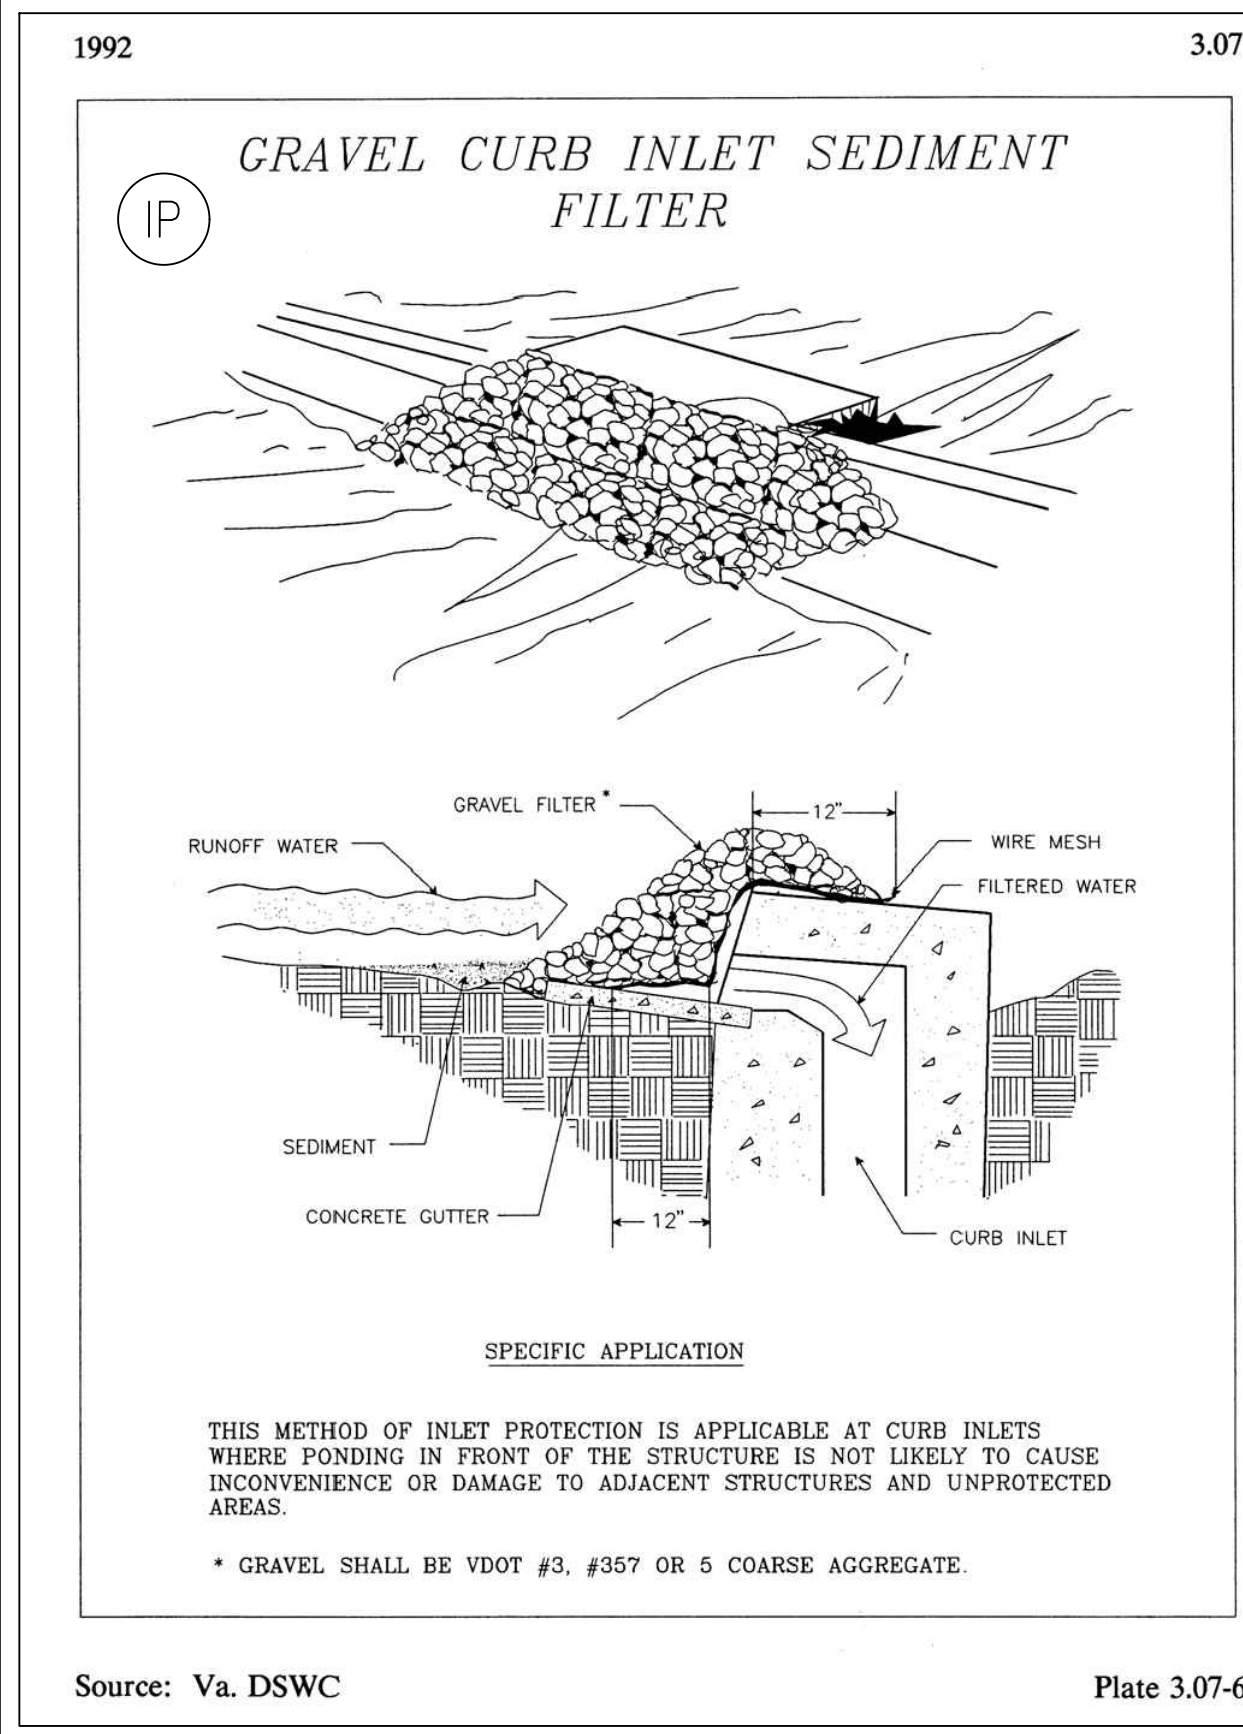 1992
3.07
GRAVEL CURB INLET SEDIMENT
FILTER
IP
GRAVEL FILTER *
12"
RUNOFF WATER
WIRE MESH
FILTERED WATER
SEDIMENT
CONCRETE GUTTER
12"
CURB INLET
SPECIFIC APPLICATION
THIS METHOD OF INLET PROTECTION IS APPLICABLE AT CURB INLETS
WHERE PONDING IN FRONT OF THE STRUCTURE IS NOT LIKELY TO CAUSE
INCONVENIENCE OR DAMAGE TO ADJACENT STRUCTURES AND UNPROTECTED
AREAS.
* GRAVEL SHALL BE VDOT #3, #357 OR 5 COARSE AGGREGATE.
Source: Va. DSWC
Plate 3.07-6